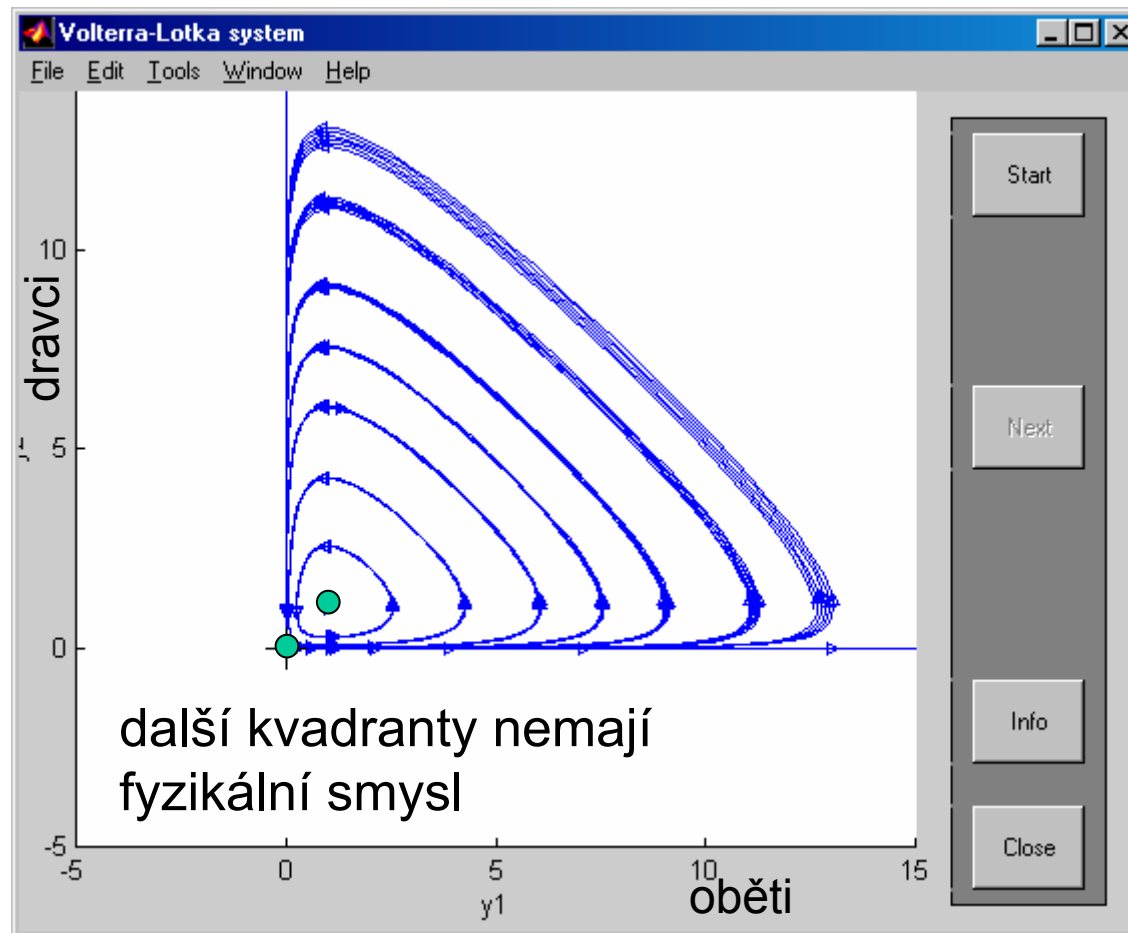 Volterra-Lotka system
File Edit Tools Window Help
Start
10
dravci
Next
5
0
další kvadranty nemají
fyzikální smysl
Info
Close
-5
-5 0 5 10 15
y1
oběti